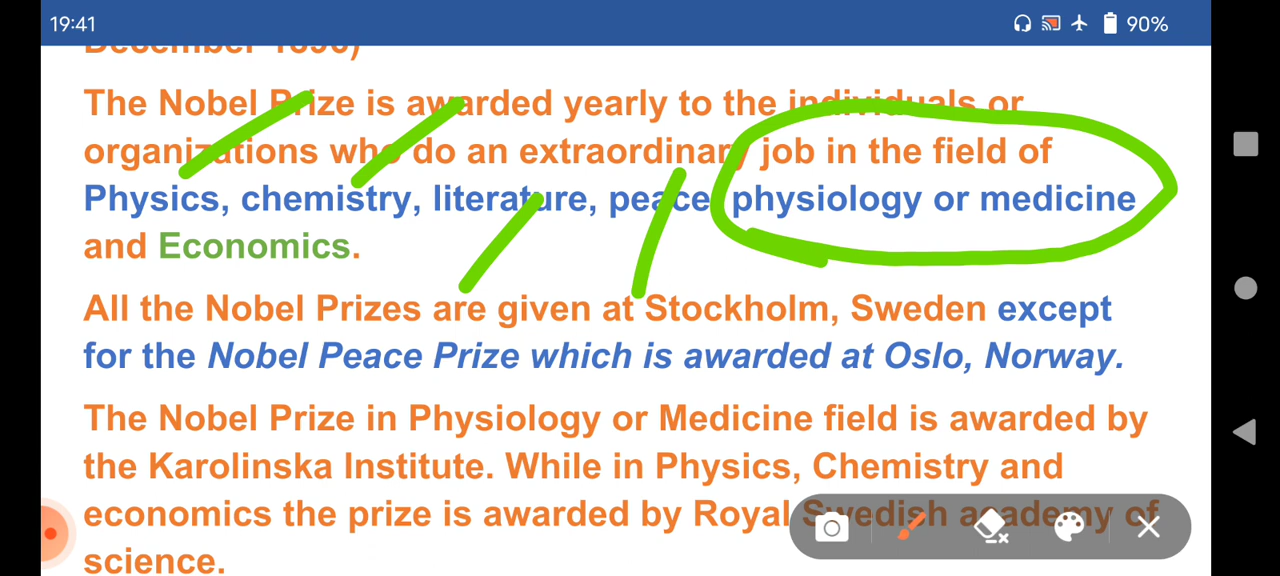 19:41
90%
December 1896)
The Nobel Prize is awarded yearly to the individuals or
organizations who do an extraordinary job in the field of
Physics, chemistry, literature, peace, physiology or medicine
and Economics.
All the Nobel Prizes are given at Stockholm, Sweden except
for the Nobel Peace Prize which is awarded at Oslo, Norway.
The Nobel Prize in Physiology or Medicine field is awarded by
the Karolinska Institute. While in Physics, Chemistry and
economics the prize is awarded by Royal Swedish academy of
science.